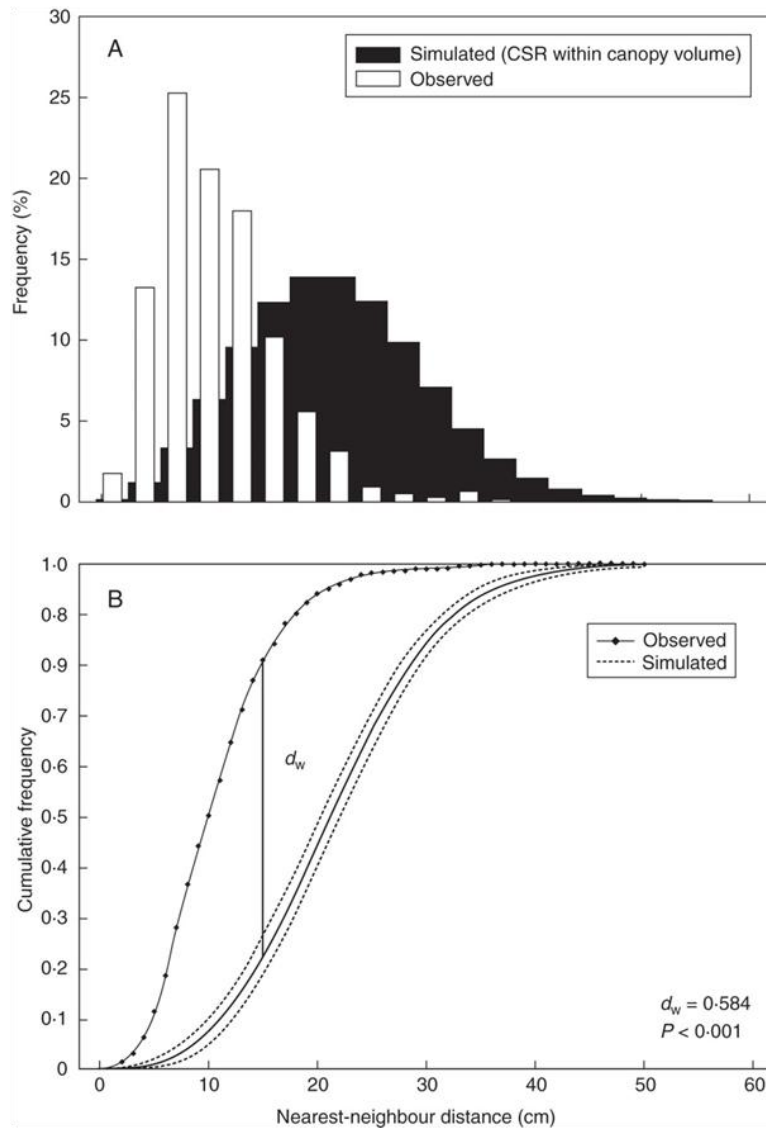 30
25
20
15
10
5
0
Frequency (%)
A
Simulated (CSR within canopy volume)
Observed
1·0
0·8
0·9
0·7
0·6
0·5
0·4
0·3
0·2
0·1
0
Cumulative frequency
B
Observed
Simulated
dw
dw = 0·584
P < 0·001
0 10 20 30 40 50 60
Nearest-neighbour distance (cm)